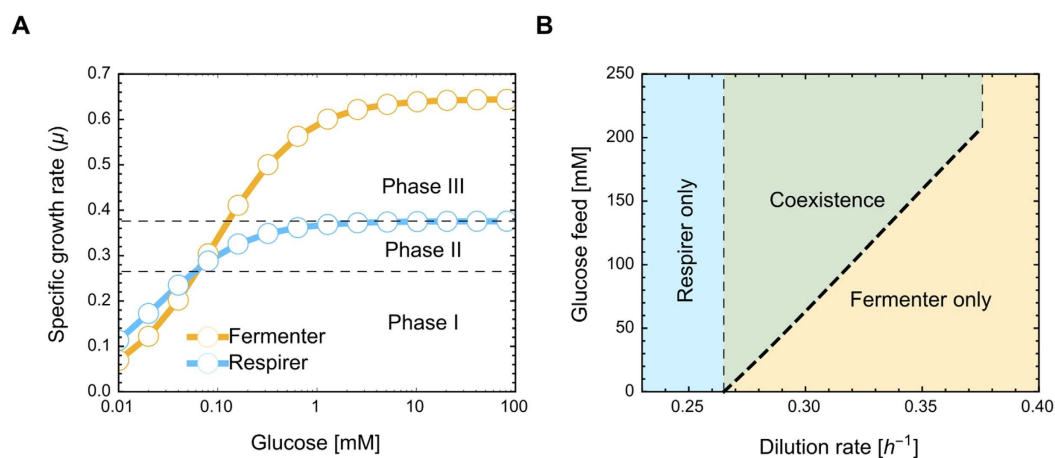 A
Specific growth rate (μ)
0.7
0.6
0.5
0.4
0.3
0.2
0.1
0.0
Phase III
Phase II
Phase I
Fermenter
Respirer
0.01
0.10
1
10
100
Glucose [mM]
B
Glucose feed [mM]
250
200
150
100
50
0
Respirer only
Coexistence
Fermenter only
0.25
0.30
0.35
0.40
Dilution rate [h⁻¹]